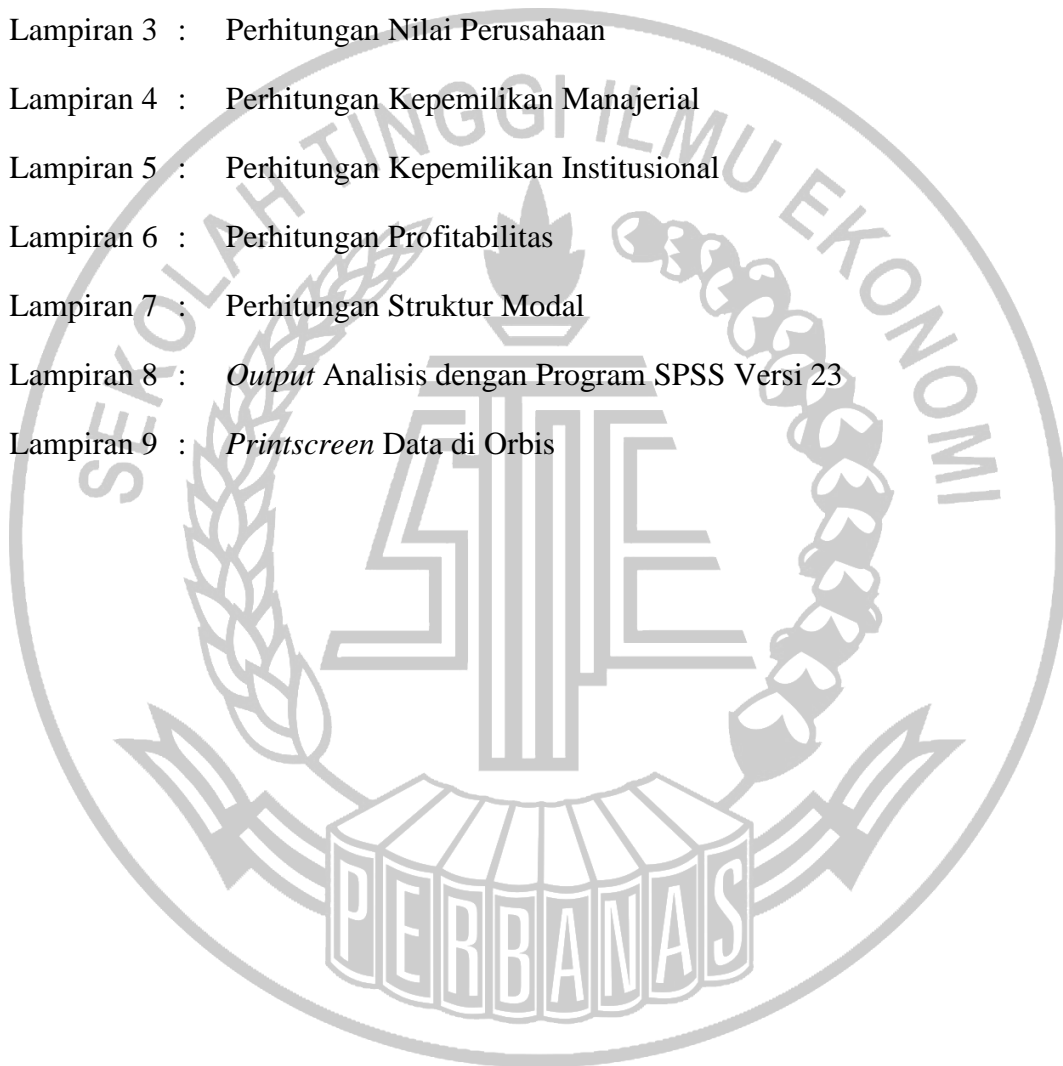 Lampiran 3 : Perhitungan Nilai Perusahaan
Lampiran 4 : Perhitungan Kepemilikan Manajerial
Lampiran 5 : Perhitungan Kepemilikan Institusional
Lampiran 6 : Perhitungan Profitabilitas
Lampiran 7 : Perhitungan Struktur Modal
Lampiran 8 : Output Analisis dengan Program SPSS Versi 23
Lampiran 9 : Printscreen Data di Orbis
SEKOLAH TINGGI ILMU EKONOMI
STIE
PERBANAS